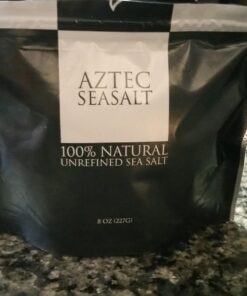 AZTEC
SEASALT
100% NATURAL
UNREFINED SEA SALT
8 OZ (227G)